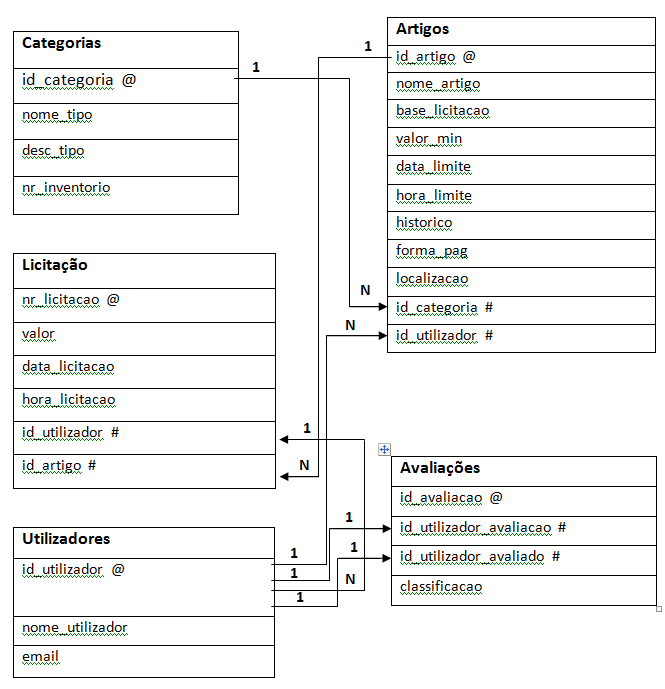 Categorias
id_categoria @
nome_tipo
desc_tipo
nr_inventorio
Artigos
id_artigo @
nome_artigo
base_licitacao
valor_min
data_limite
hora_limite
historico
forma_pag
localizacao
id_categoria #
id_utilizador #
1
1
N
N
Licitação
nr_licitacao @
valor
data_licitacao
hora_licitacao
id_utilizador #
id_artigo #
1
N
Avaliações
id_avaliacao @
id_utilizador_avaliacao #
id_utilizador_avaliado #
classificacao
Utilizadores
id_utilizador @
nome_utilizador
email
1
1
1
1
N
1